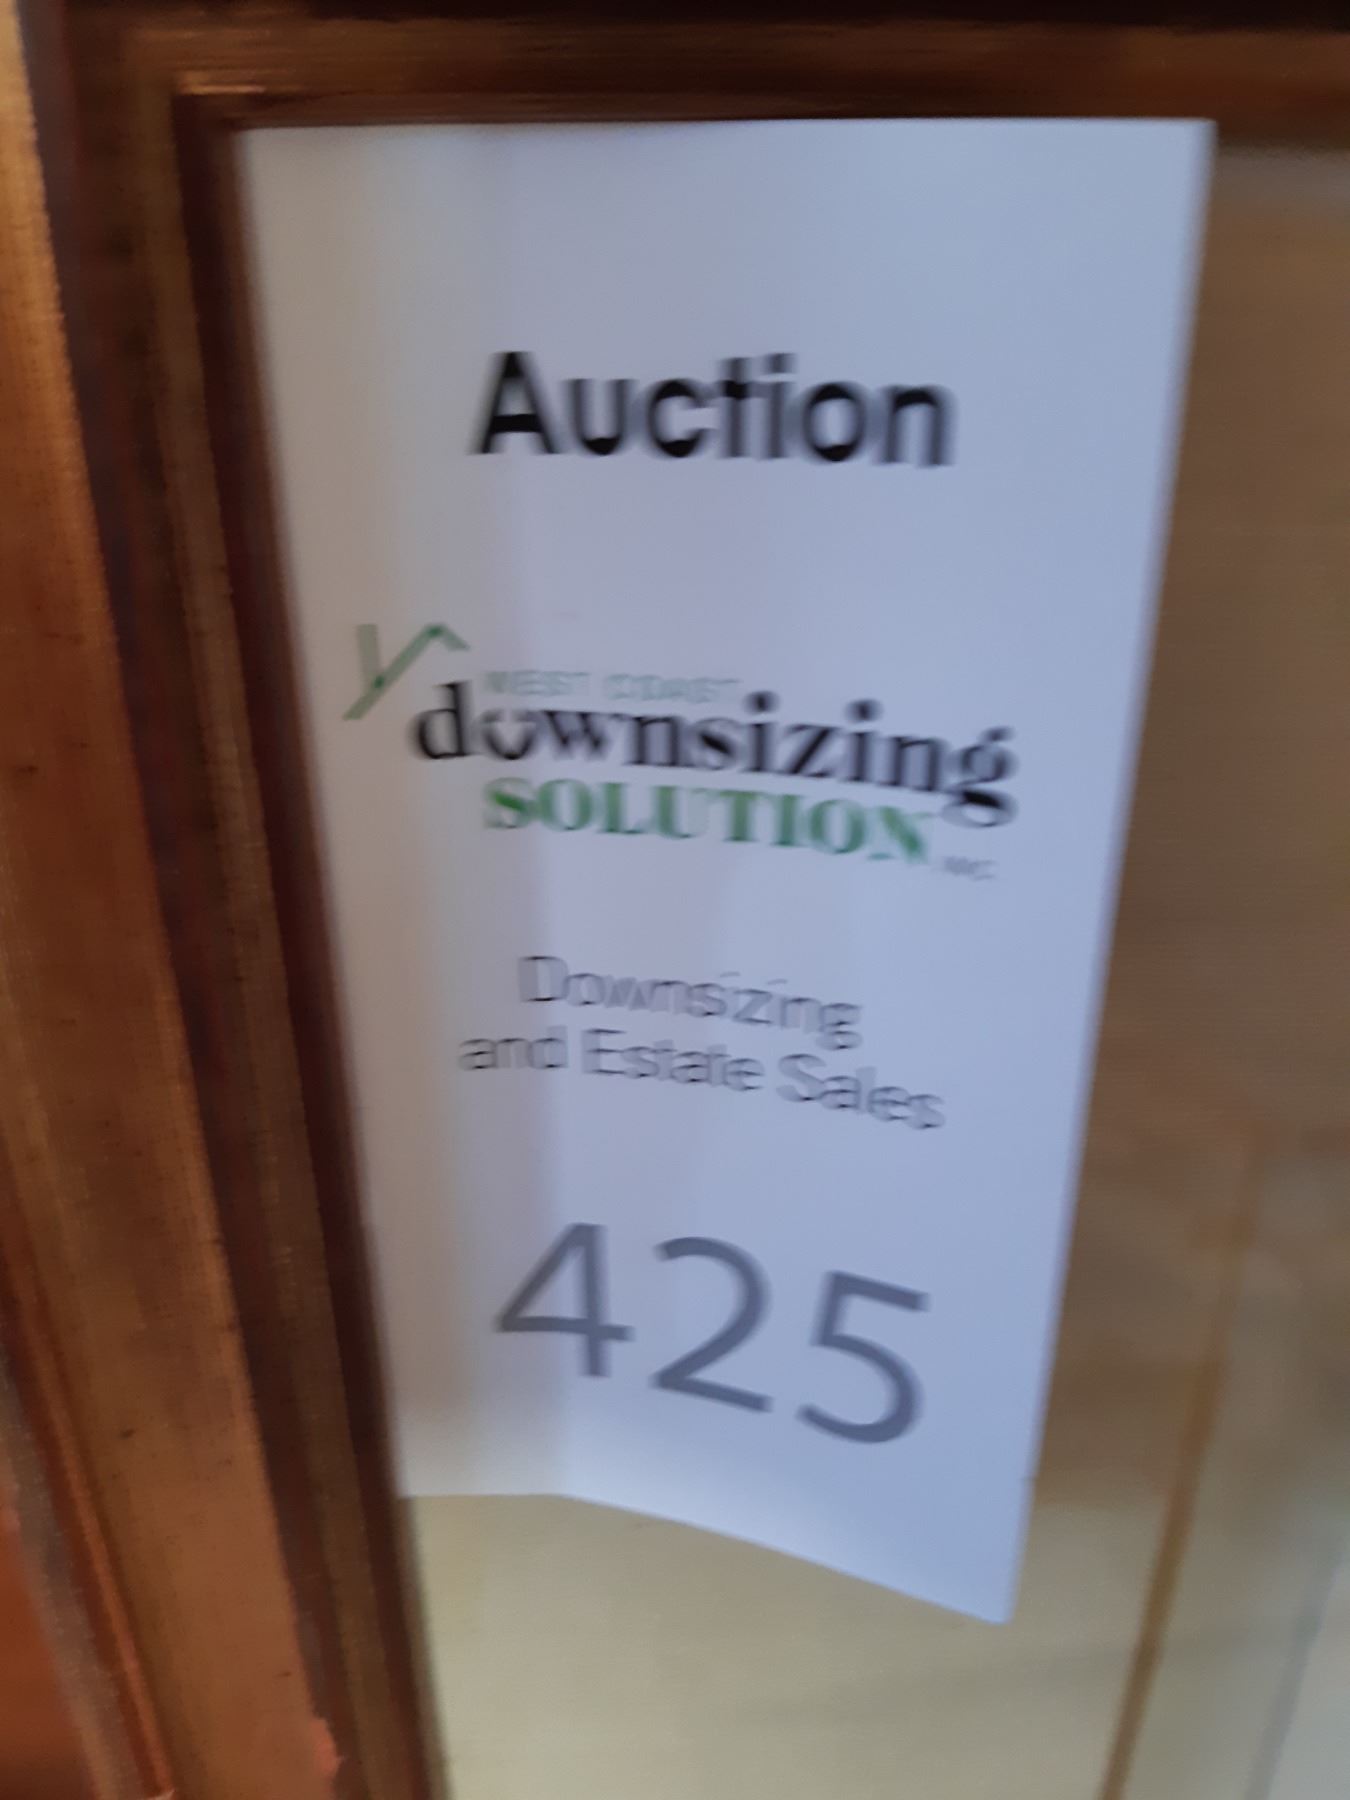 Auction
WEST COAST
downsizing
SOLUTION INC.
Downsizing
and Estate Sales
425